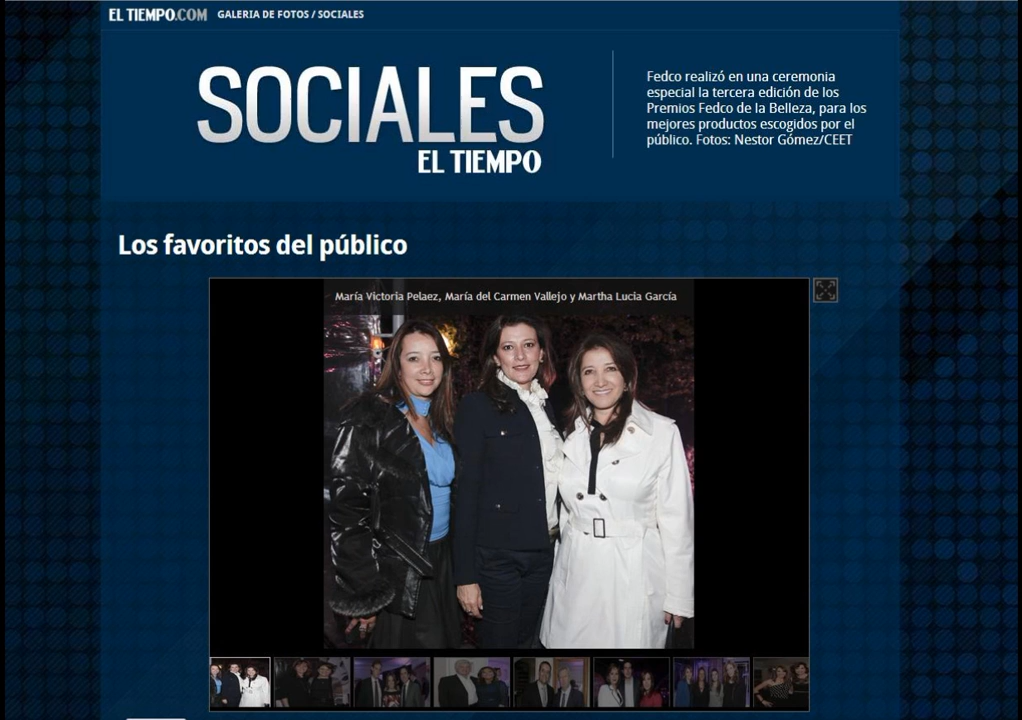 EL TIEMPO.COM GALERIA DE FOTOS / SOCIALES
SOCIALES
EL TIEMPO
Fedco realizó en una ceremonia
especial la tercera edición de los
Premios Fedco de la Belleza, para los
mejores productos escogidos por el
público. Fotos: Nestor Gómez/CEET
Los favoritos del público
María Victoria Pelaez, María del Carmen Vallejo y Martha Lucia García